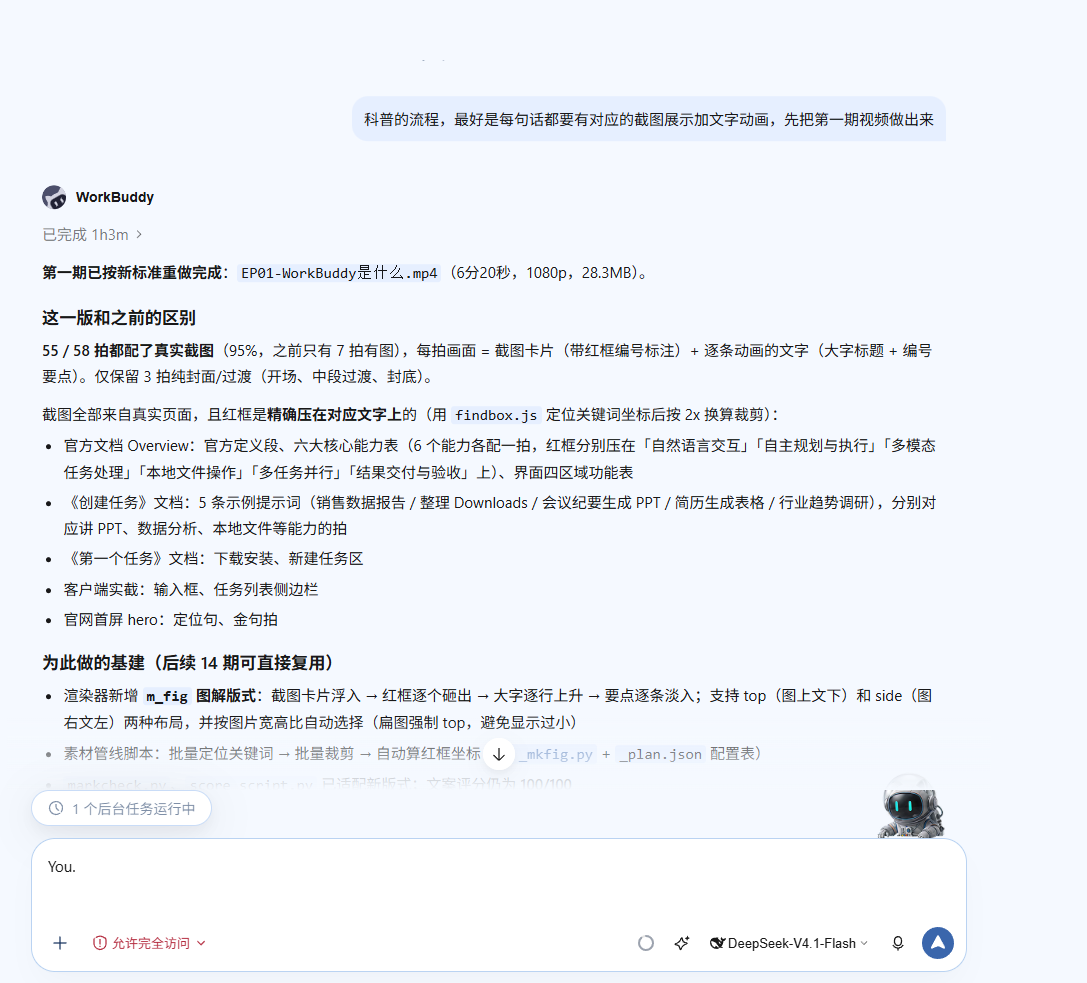 科普的流程，最好是每句话都要有对应的截图展示加文字动画，先把第一期视频做出来
WorkBuddy
已完成 1h3m
第一期已按新标准重做完成：EP01-WorkBuddy是什么.mp4（6分20秒，1080p，28.3MB）。
这一版和之前的区别
55 / 58 拍都配了真实截图（95%，之前只有 7 拍有图），每拍画面 = 截图卡片（带红框编号标注）+ 逐条动画的文字（大字标题 + 编号
要点）。仅保留 3 拍纯封面/过渡（开场、中段过渡、封底）。
截图全部来自真实页面，且红框是精确压在对应文字上的（用 findbox.js 定位关键词坐标后按 2x 换算裁剪）：
• 官方文档 Overview：官方定义段、六大核心能力表（6 个能力各配一拍，红框分别压在「自然语言交互」「自主规划与执行」「多模态
任务处理」「本地文件操作」「多任务并行」「结果交付与验收」上）、界面四区域功能表
• 《创建任务》文档：5 条示例提示词（销售数据报告 / 整理 Downloads / 会议纪要生成 PPT / 简历生成表格 / 行业趋势调研），分别对
应讲 PPT、数据分析、本地文件等能力的拍
• 《第一个任务》文档：下载安装、新建任务区
• 客户端实截：输入框、任务列表侧边栏
• 官网首屏 hero：定位句、金句拍
为此做的基建（后续 14 期可直接复用）
• 渲染器新增 m_fig 图解版式：截图卡片浮入 → 红框逐个砸出 → 大字逐行上升 → 要点逐条淡入；支持 top（图上文下）和 side（图
右文左）两种布局，并按图片宽高比自动选择（扁图强制 top，避免显示过小）
• 素材管线脚本：批量定位关键词 → 批量裁剪 → 自动算红框坐标 _mkfig.py + _plan.json 配置表）
score_script.py 已适配新版式；文案评分仍为 100/100
1 个后台任务运行中
You.
允许完全访问
DeepSeek-V4.1-Flash